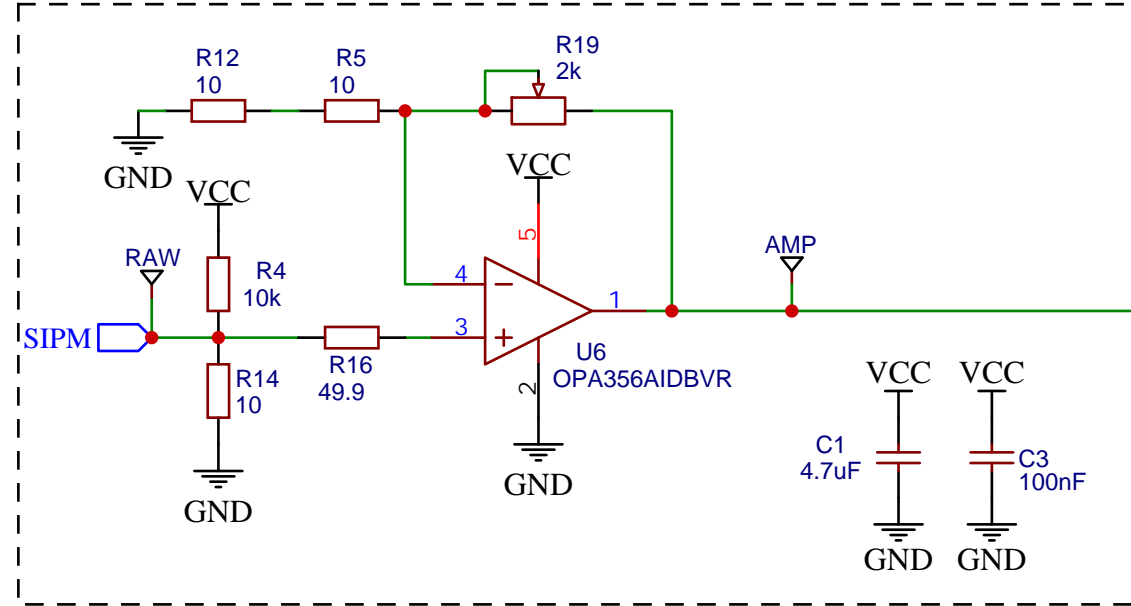 R12
10
R5
10
R19
2k
GND
VCC
VCC
5
RAW
R4
10k
AMP
4
1
SIPM
3
R16
49.9
U6
OPA356AIDBVR
R14
10
2
GND
GND
VCC
VCC
C1
4.7uF
C3
100nF
GND
GND